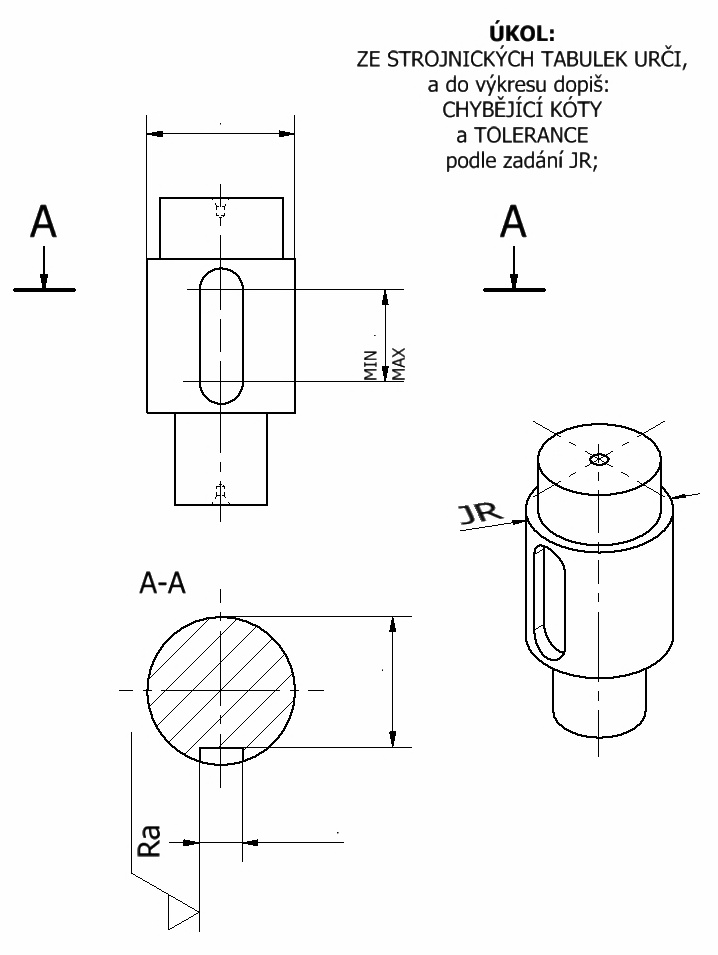 ÚKOL:
ZE STROJNICKÝCH TABULEK URČI,
a do výkresu dopiš:
CHYBĚJÍCÍ KÓTY
a TOLERANCE
podle zadání JR;
A
A
MIN
MAX
JR
A-A
Ra